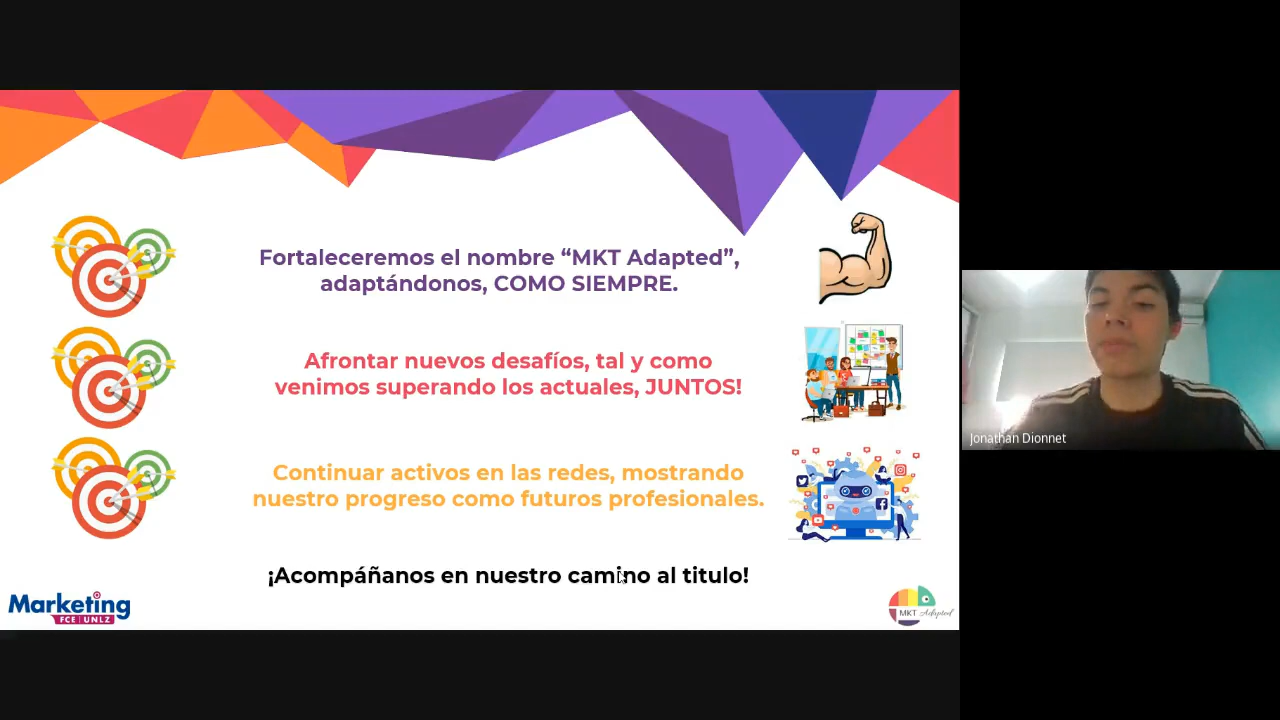 Fortaleceremos el nombre “MKT Adapted”,
adaptándonos, COMO SIEMPRE.
Afrontar nuevos desafíos, tal y como
venimos superando los actuales, JUNTOS!
Continuar activos en las redes, mostrando
nuestro progreso como futuros profesionales.
¡Acompáñanos en nuestro camino al titulo!
Marketing
FCE UNLZ
MKT Adapted
Jonathan Dionnet